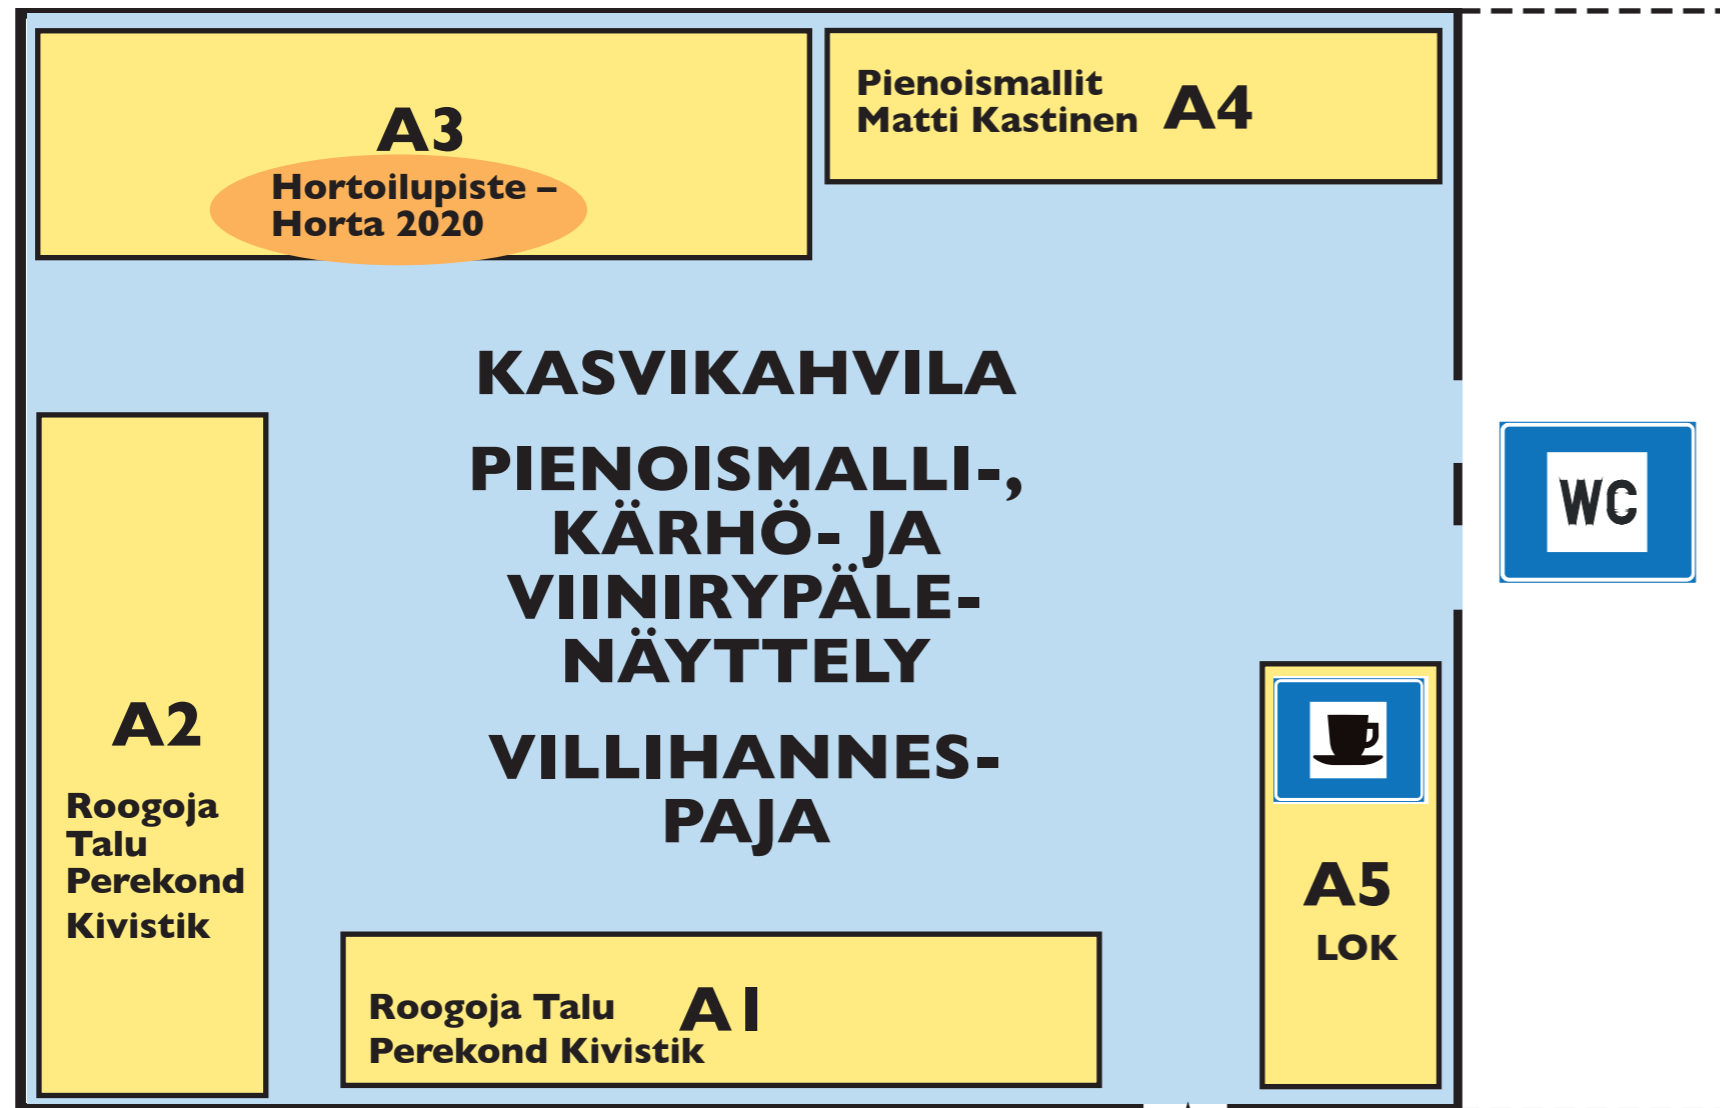 A3
Hortoilupiste –
Horta 2020
Pienoismallit
Matti Kastinen
A4
KASVIKAHVILA
PIENOISMALLI-,
KÄRHÖ- JA
VIINIRYPÄLE-
NÄYTTELY
VILLIHANNES-
PAJA
WC
A2
Roogoja
Talu
Perekond
Kivistik
A5
LOK
Roogoja Talu
Perekond Kivistik
A1